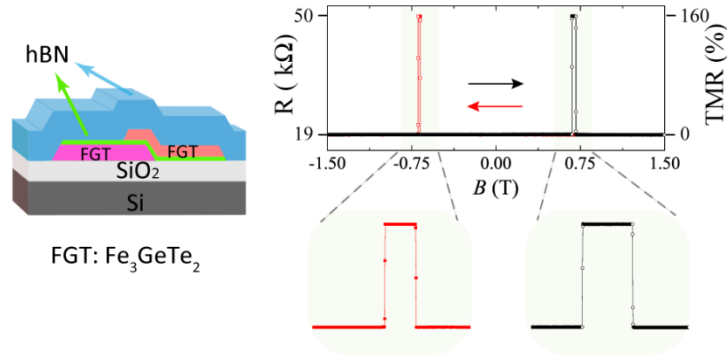 hBN
FGT
FGT
SiO₂
Si
FGT: Fe₃GeTe₂
R (kΩ)
50
19
160
0
TMR (%)
-1.50 -0.75 0.00 0.75 1.50
B (T)